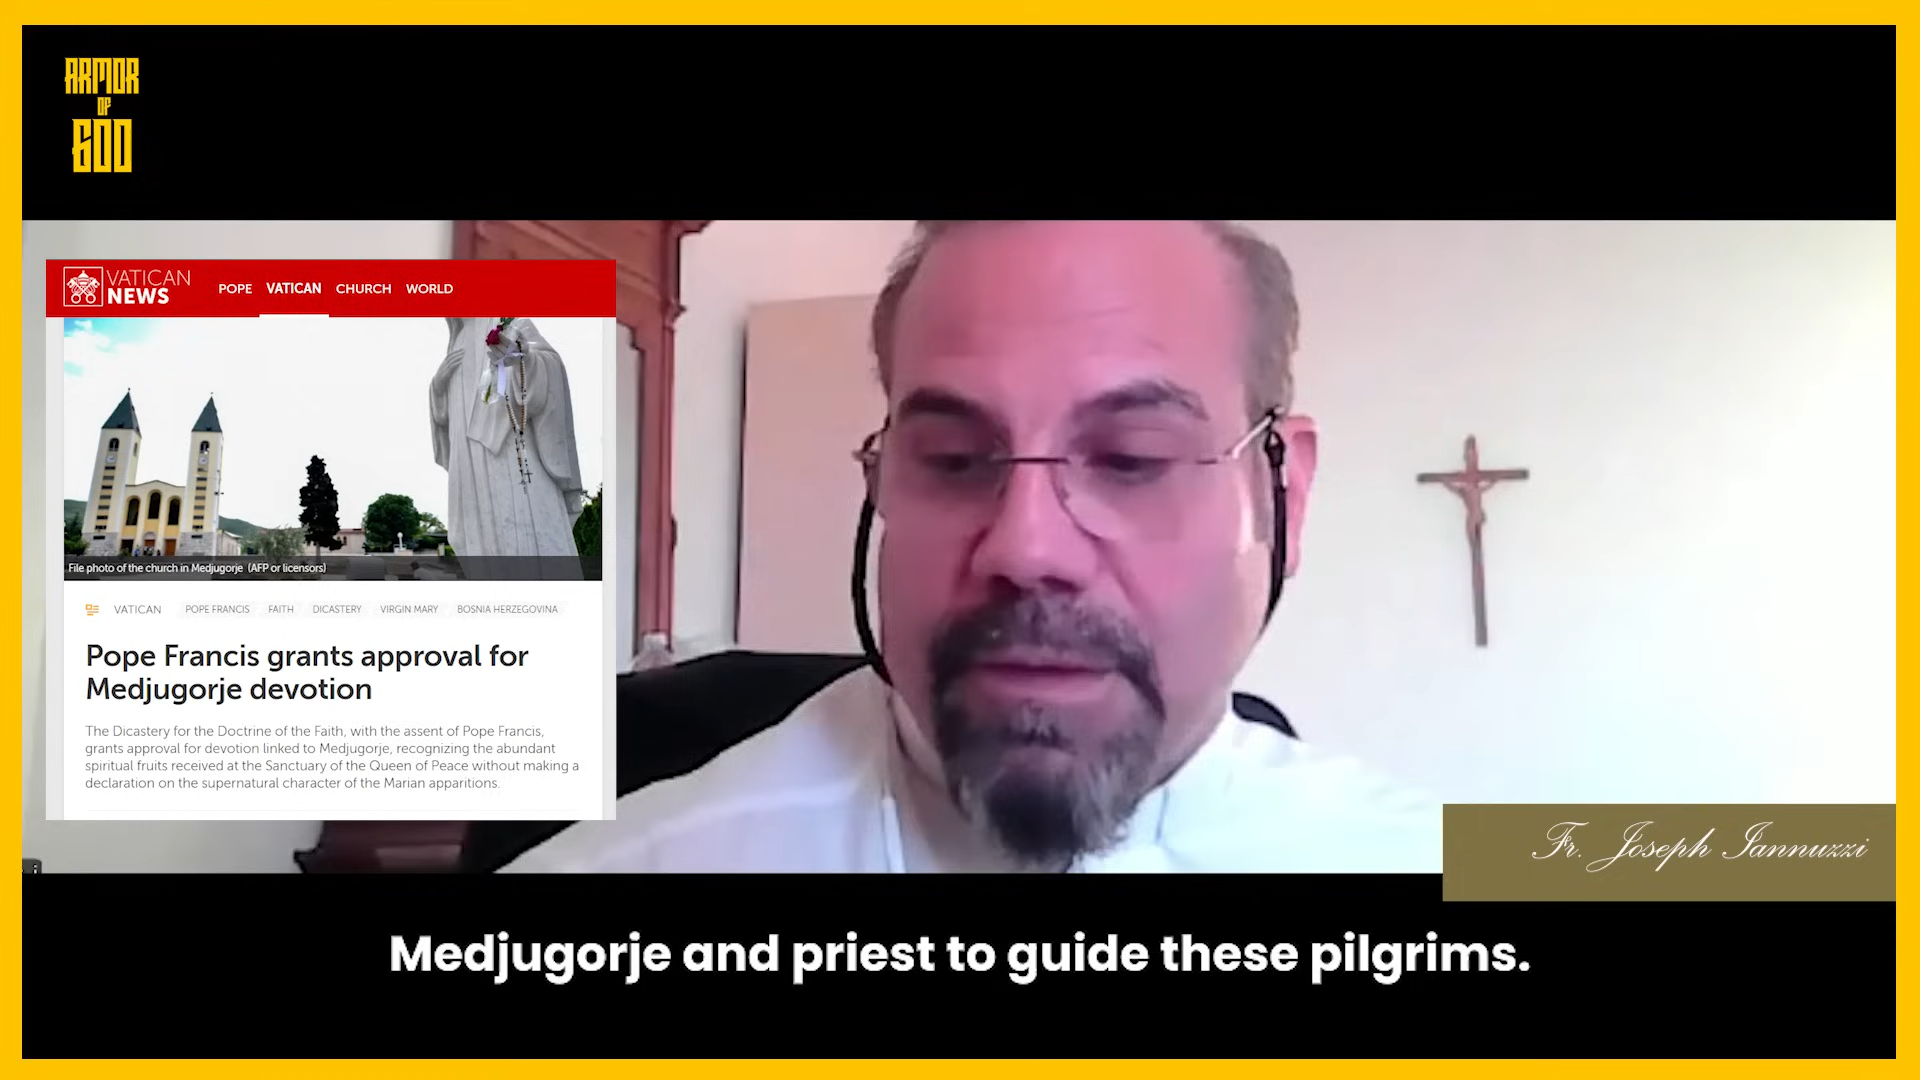 ARMOR
OF
GOD
VATICAN
NEWS
POPE VATICAN CHURCH WORLD
File photo of the church in Medjugorje (AFP or licensors)
VATICAN POPE FRANCIS FAITH DICASTERY VIRGIN MARY BOSNIA HERZEGOVINA
Pope Francis grants approval for
Medjugorje devotion
The Dicastery for the Doctrine of the Faith, with the assent of Pope Francis,
grants approval for devotion linked to Medjugorje, recognizing the abundant
spiritual fruits received at the Sanctuary of the Queen of Peace without making a
declaration on the supernatural character of the Marian apparitions.
Fr. Joseph Iannuzzi
Medjugorje and priest to guide these pilgrims.